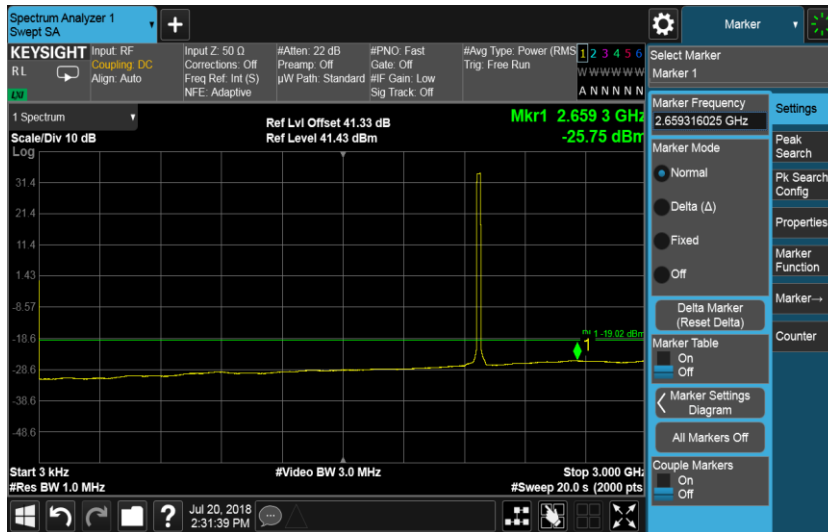 Spectrum Analyzer 1
Swept SA
+
Marker
KEYSIGHT
RL
LXI
Input: RF
Coupling: DC
Align: Auto
Input Z: 50 Ω
Corrections: Off
Freq Ref: Int (S)
NFE: Adaptive
#Atten: 22 dB
Preamp: Off
µW Path: Standard
#PNO: Fast
Gate: Off
#IF Gain: Low
Sig Track: Off
#Avg Type: Power (RMS
Trig: Free Run
1 2 3 4 5 6
W W W W W W
A N N N N N
Select Marker
Marker 1
1 Spectrum
Scale/Div 10 dB
Log
Ref Lvl Offset 41.33 dB
Ref Level 41.43 dBm
Mkr1 2.659 3 GHz
-25.75 dBm
31.4
21.4
11.4
1.43
-8.57
-18.6
-28.6
-38.6
-48.6
DL1 -19.02 dBm
1
Start 3 kHz
#Res BW 1.0 MHz
#Video BW 3.0 MHz
Stop 3.000 GHz
#Sweep 20.0 s (2000 pts
Marker Frequency
2.659316025 GHz
Marker Mode
Normal
Delta (Δ)
Fixed
Off
Delta Marker
(Reset Delta)
Marker Table
On
Off
Marker Settings
Diagram
All Markers Off
Couple Markers
On
Off
Settings
Peak
Search
Pk Search
Config
Properties
Marker
Function
Marker→
Counter
?
Jul 20, 2018
2:31:39 PM